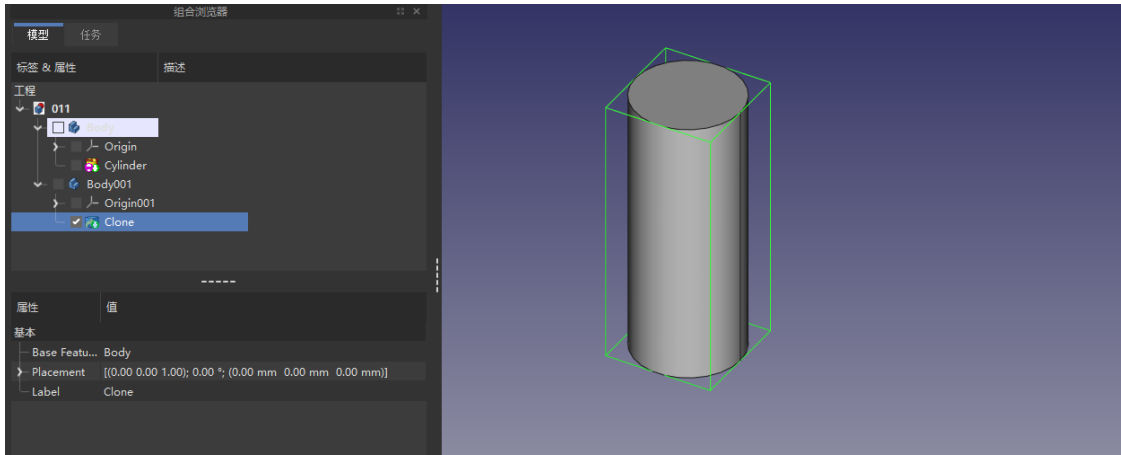 组合浏览器
模型 任务
标签 & 属性 描述
工程
011
Body
Origin
Cylinder
Body001
Origin001
Clone
属性 值
基本
Base Featu... Body
Placement [(0.00 0.00 1.00); 0.00 °; (0.00 mm 0.00 mm 0.00 mm)]
Label Clone